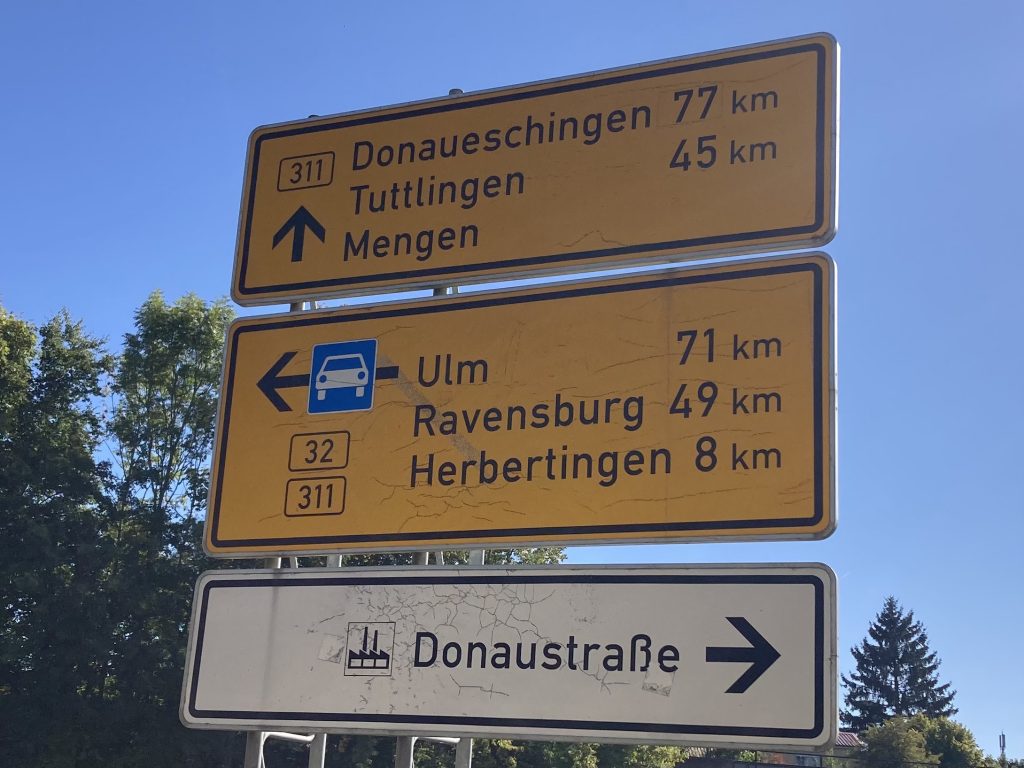 311 Donaueschingen 77 km
Tuttlingen 45 km
Mengen
Ulm 71 km
Ravensburg 49 km
32
Herbertingen 8 km
311
Donaustraße